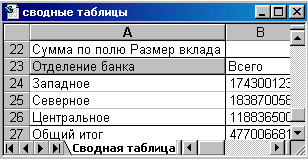 сводные таблицы
A B
22 Сумма по полю Размер вклада
23 Отделение банка Всего
24 Западное 174300123
25 Северное 183870058
26 Центральное 118836500
27 Общий итог 477006681
Сводная таблица